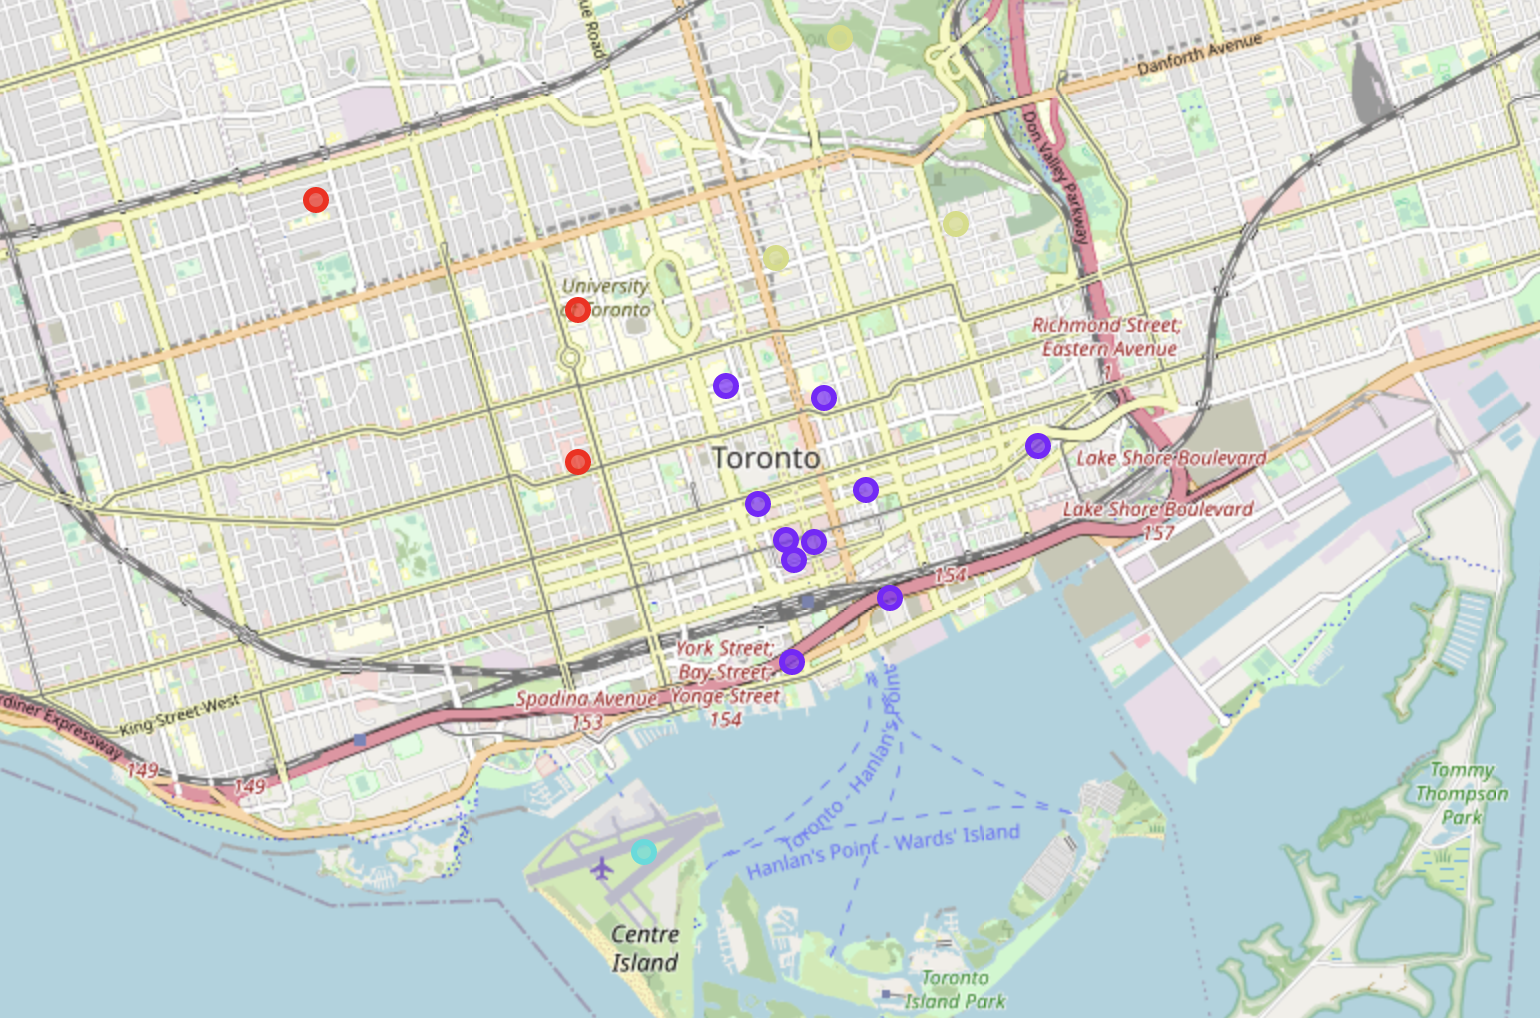 ue Road
Danforth Avenue
Don Valley Parkway
University
Toronto
Richmond Street;
Eastern Avenue
1
Toronto
Lake Shore Boulevard
Lake Shore Boulevard
157
154
York Street;
Bay Street;
Yonge Street
154
Spadina Avenue
153
King Street West
rdiner Expressway
149
149
Toronto - Hanlan's Point
Hanlan's Point - Wards' Island
Tommy
Thompson
Park
Centre
Island
Toronto
Island Park